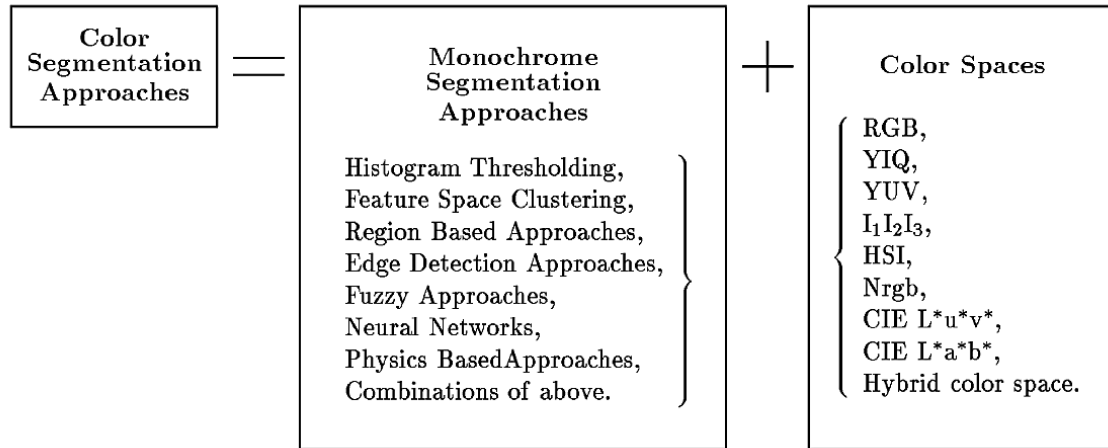 Color
Segmentation
Approaches
=
Monochrome
Segmentation
Approaches
Histogram Thresholding,
Feature Space Clustering,
Region Based Approaches,
Edge Detection Approaches,
Fuzzy Approaches,
Neural Networks,
Physics BasedApproaches,
Combinations of above.
+
Color Spaces
RGB,
YIQ,
YUV,
I₁I₂I₃,
HSI,
Nrgb,
CIE L*u*v*,
CIE L*a*b*,
Hybrid color space.